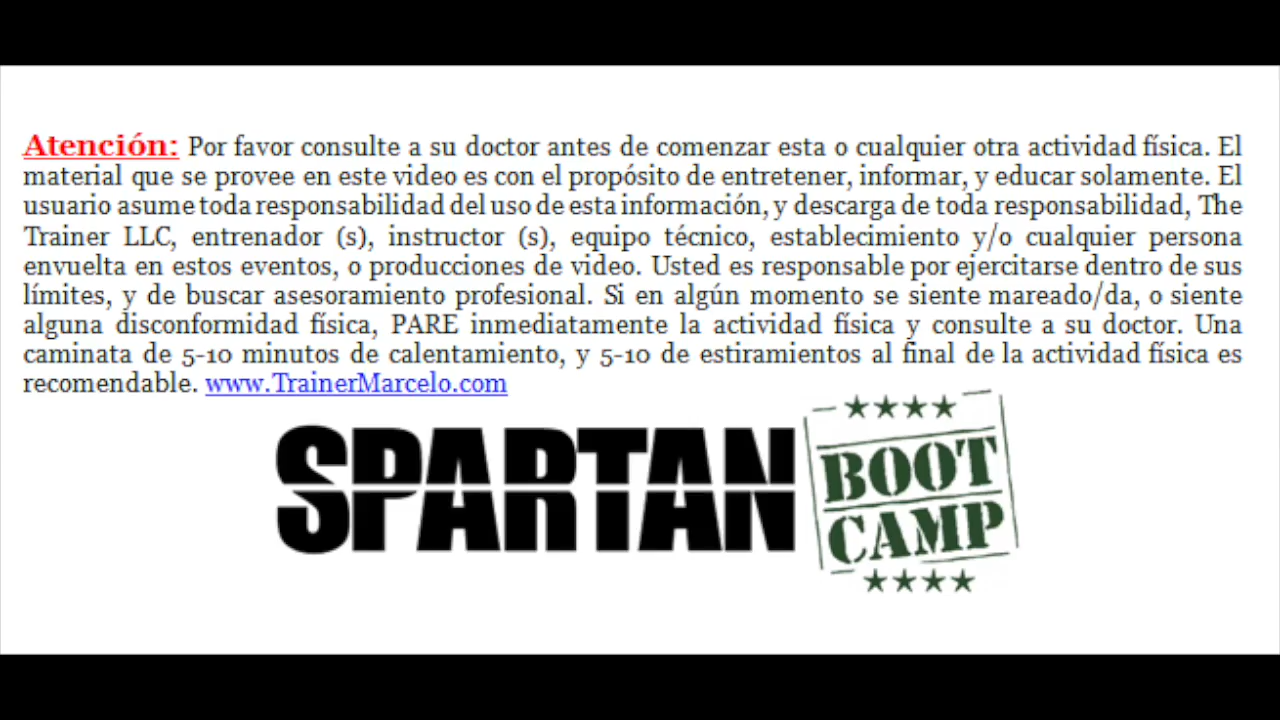 Atención: Por favor consulte a su doctor antes de comenzar esta o cualquier otra actividad física. El
material que se provee en este video es con el propósito de entretener, informar, y educar solamente. El
usuario asume toda responsabilidad del uso de esta información, y descarga de toda responsabilidad, The
Trainer LLC, entrenador (s), instructor (s), equipo técnico, establecimiento y/o cualquier persona
envuelta en estos eventos, o producciones de video. Usted es responsable por ejercitarse dentro de sus
límites, y de buscar asesoramiento profesional. Si en algún momento se siente mareado/da, o siente
alguna disconformidad física, PARE inmediatamente la actividad física y consulte a su doctor. Una
caminata de 5-10 minutos de calentamiento, y 5-10 de estiramientos al final de la actividad física es
recomendable. www.TrainerMarcelo.com
SPARTAN
BOOT
CAMP